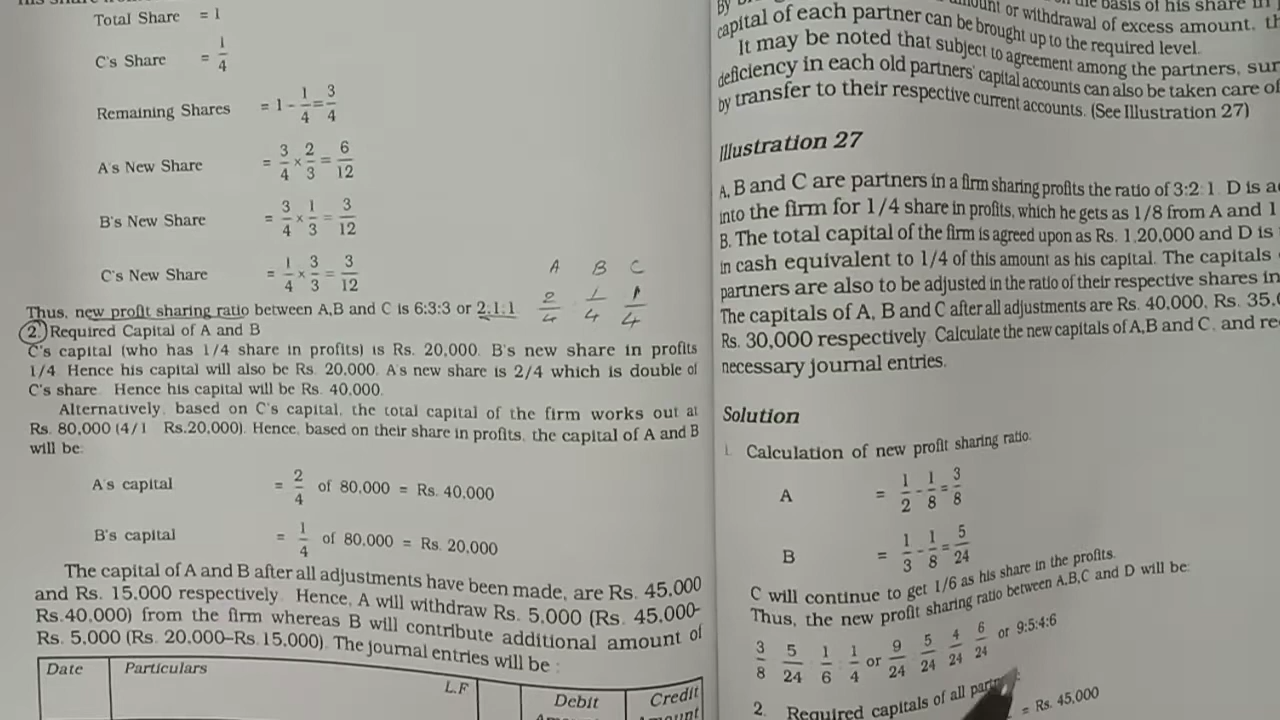 Total Share = 1
C's Share = 1/4
Remaining Shares = 1 - 1/4 = 3/4
A's New Share = 3/4 × 2/3 = 6/12
B's New Share = 3/4 × 1/3 = 3/12
C's New Share = 1/4 × 3/3 = 3/12
A B C
2/4 1/4 1/4
Thus, new profit sharing ratio between A,B and C is 6:3:3 or 2:1:1
2. Required Capital of A and B
C's capital (who has 1/4 share in profits) is Rs. 20,000. B's new share in profits
1/4 Hence his capital will also be Rs. 20,000. A's new share is 2/4 which is double of
C's share. Hence his capital will be Rs. 40,000.
Alternatively, based on C's capital, the total capital of the firm works out at
Rs. 80,000 (4/1 Rs.20,000). Hence, based on their share in profits, the capital of A and B
will be:
A's capital = 2/4 of 80,000 = Rs. 40,000
B's capital = 1/4 of 80,000 = Rs. 20,000
The capital of A and B after all adjustments have been made, are Rs. 45,000
and Rs. 15,000 respectively. Hence, A will withdraw Rs. 5,000 (Rs. 45,000-
Rs.40,000) from the firm whereas B will contribute additional amount of
Rs. 5,000 (Rs. 20,000–Rs.15,000). The journal entries will be :
Date Particulars L.F Debit Credit
By
the basis of his share in
or withdrawal of excess amount,
capital of each partner can be brought up to the required level.
It may be noted that subject to agreement among the partners,
deficiency in each old partners' capital accounts can also be taken care of
by transfer to their respective current accounts. (See Illustration 27)
Illustration 27
A, B and C are partners in a firm sharing profits the ratio of 3:2:1. D is
into the firm for 1/4 share in profits, which he gets as 1/8 from A and
B. The total capital of the firm is agreed upon as Rs. 1,20,000 and D is
in cash equivalent to 1/4 of this amount as his capital. The capitals
partners are also to be adjusted in the ratio of their respective shares in
The capitals of A, B and C after all adjustments are Rs. 40,000, Rs.
Rs. 30,000 respectively. Calculate the new capitals of A,B and C, and
necessary journal entries.
Solution
1. Calculation of new profit sharing ratio:
A = 1/2 - 1/8 = 3/8
B = 1/3 - 1/8 = 5/24
C will continue to get 1/6 as his share in the profits.
Thus, the new profit sharing ratio between A,B,C and D will be:
3/8 : 5/24 : 1/6 : 1/4 or 9/24 : 5/24 : 4/24 : 6/24 or 9:5:4:6
2. Required capitals of all
= Rs. 45,000